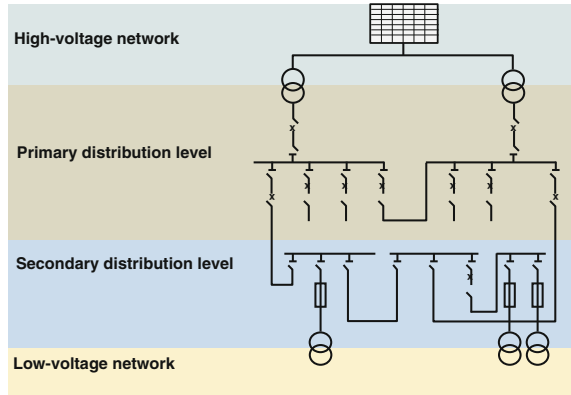 High-voltage network
Primary distribution level
Secondary distribution level
Low-voltage network